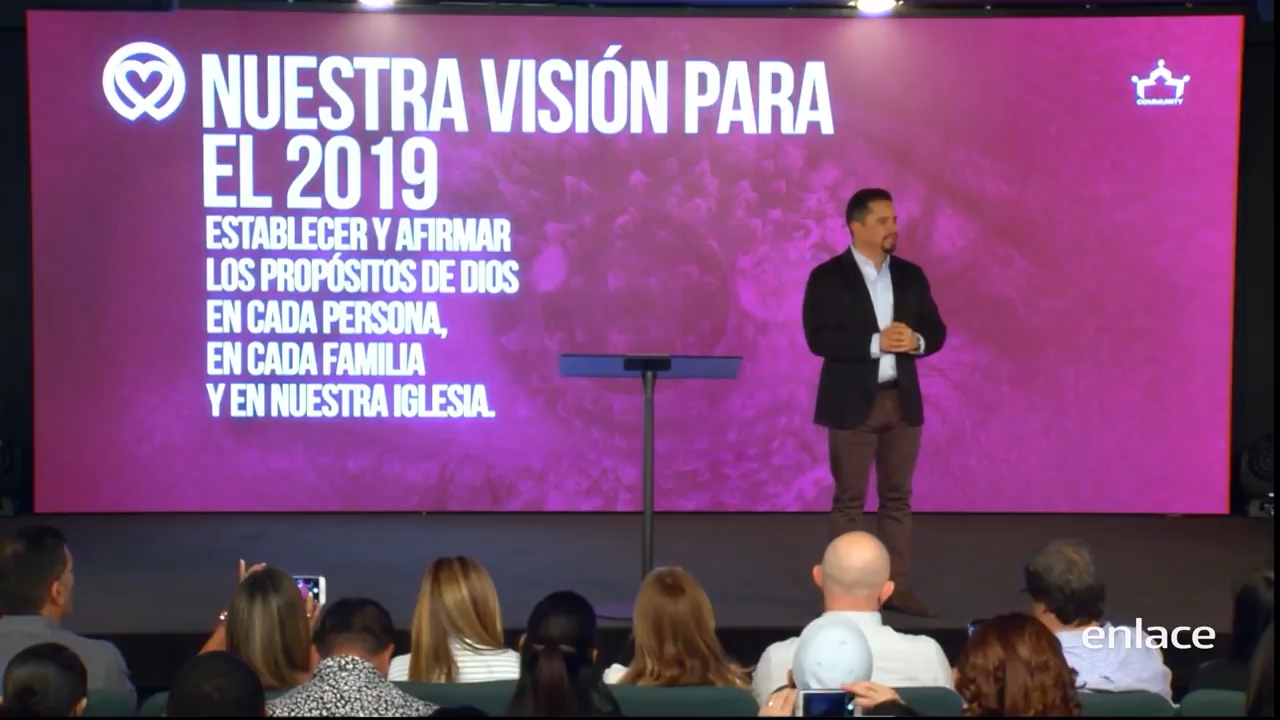 NUESTRA VISIÓN PARA
EL 2019
ESTABLECER Y AFIRMAR
LOS PROPÓSITOS DE DIOS
EN CADA PERSONA,
EN CADA FAMILIA
Y EN NUESTRA IGLESIA.
COMMUNITY
enlace